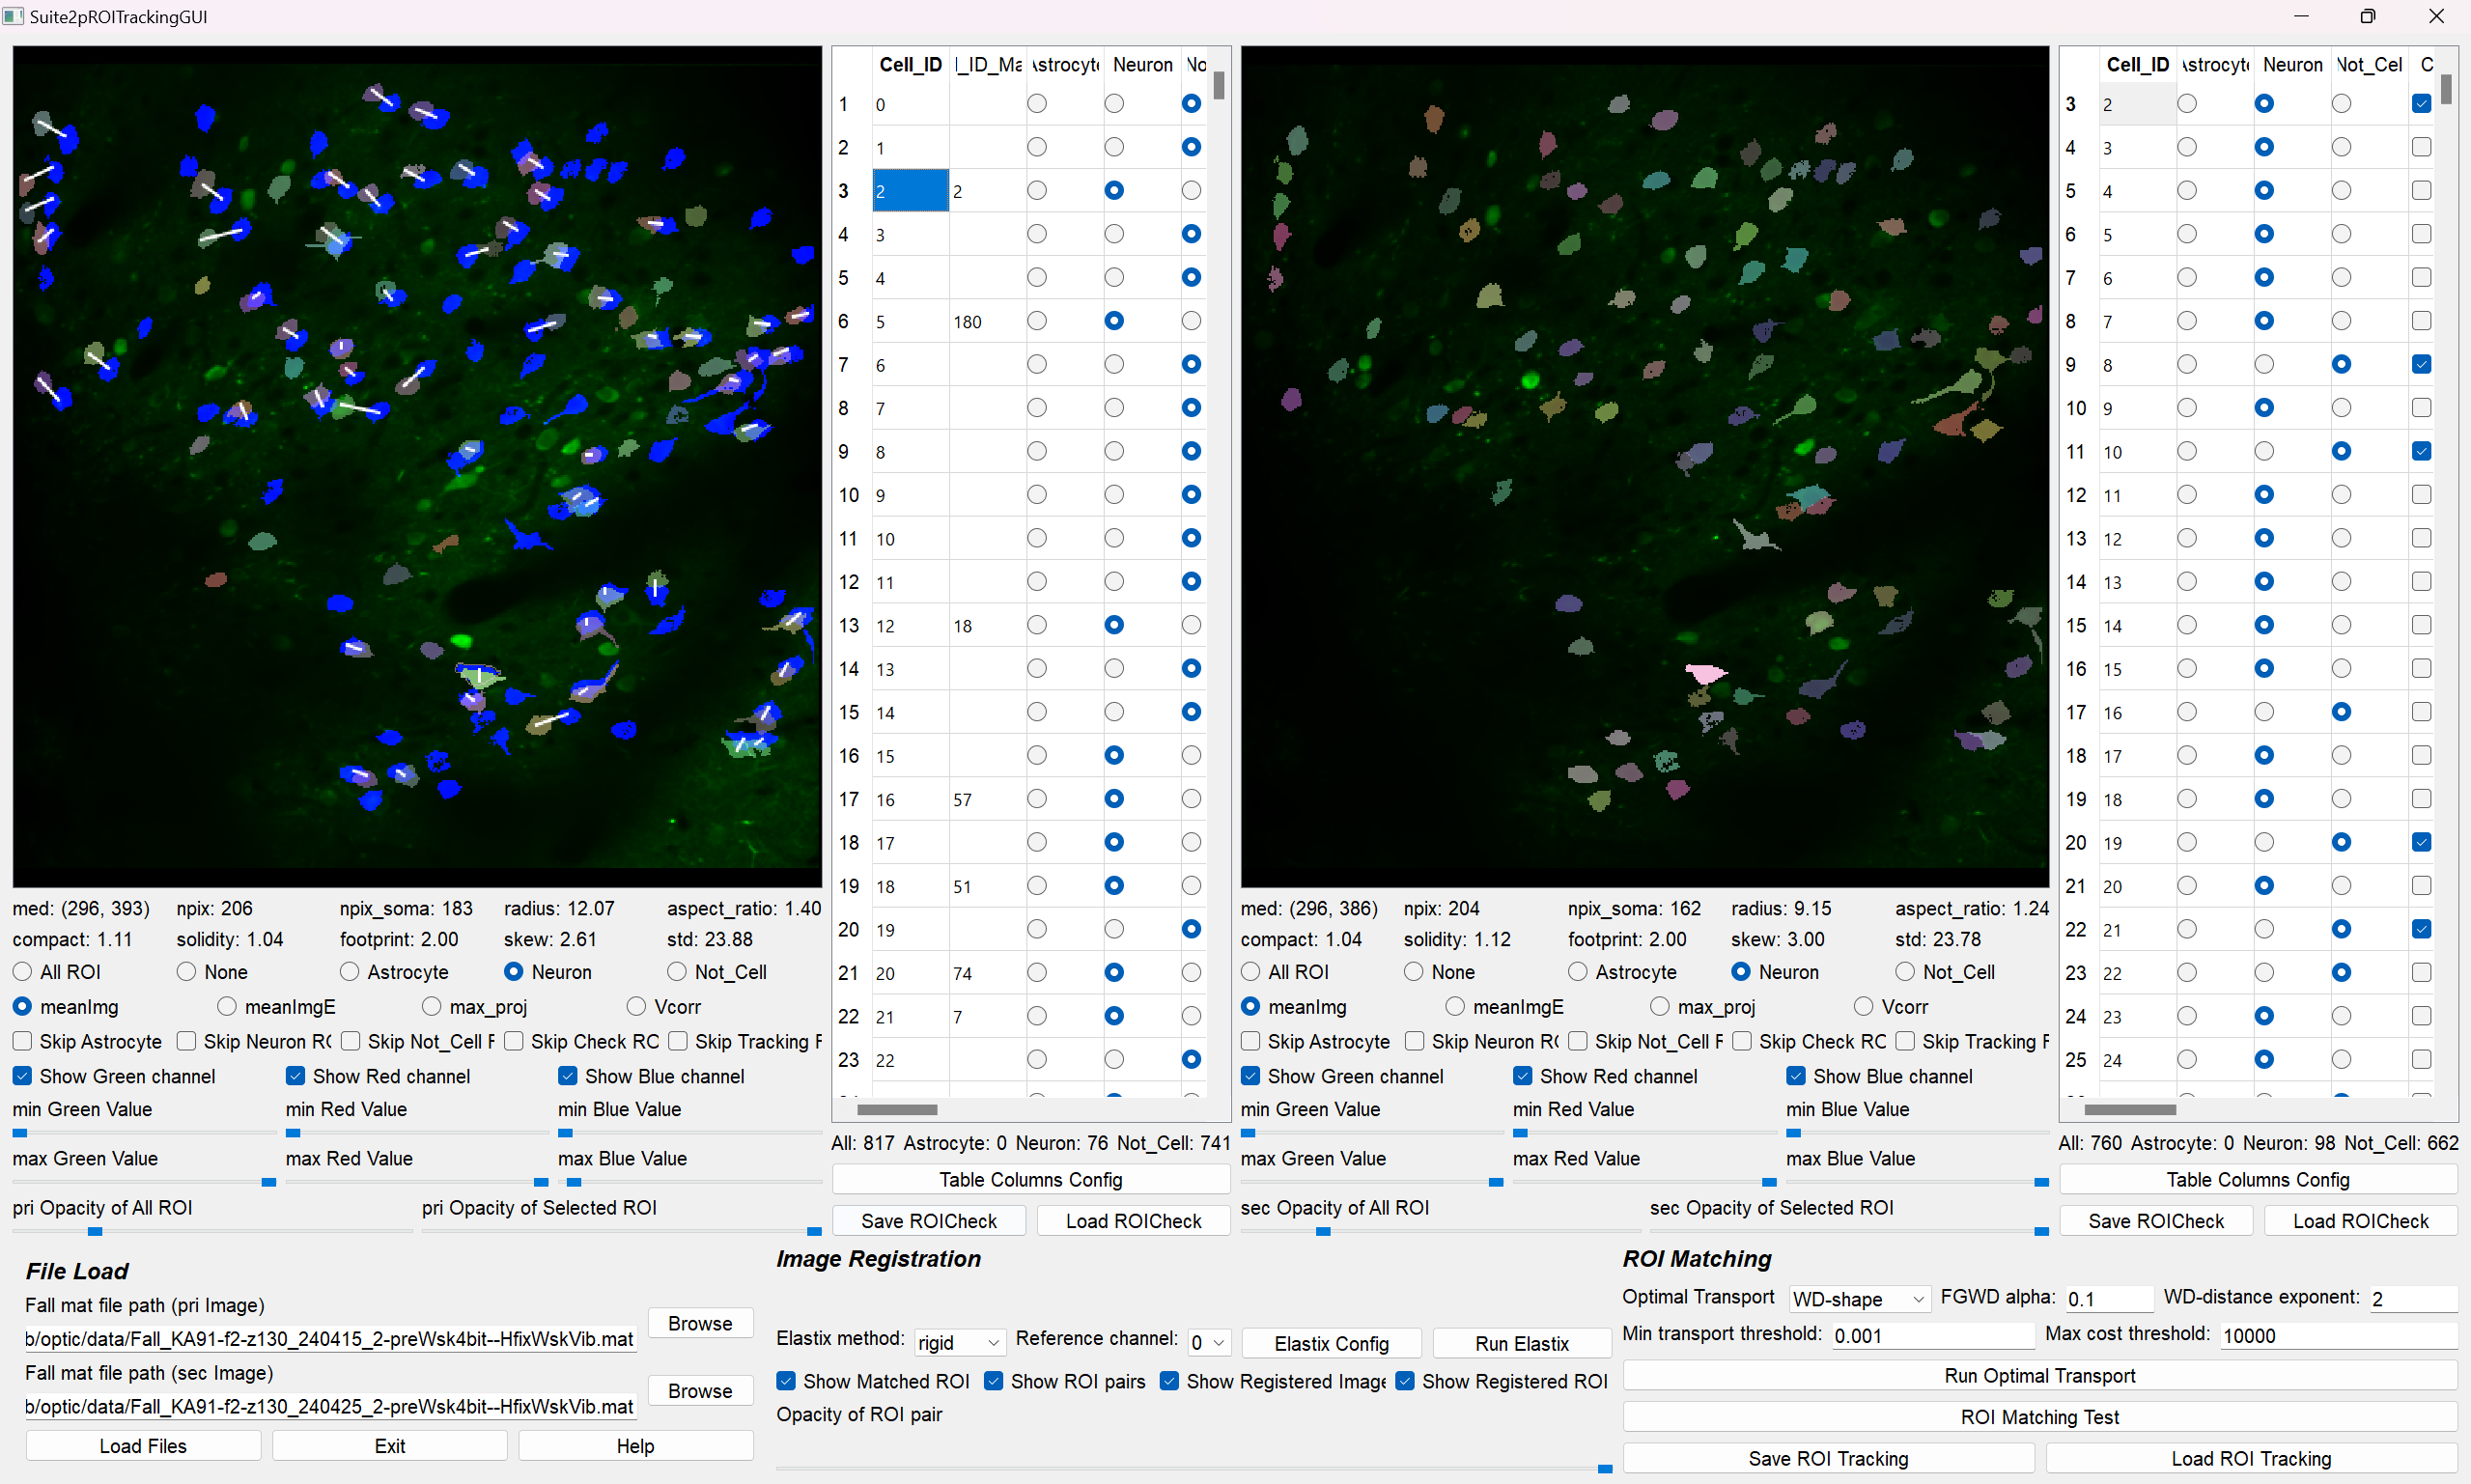 Suite2pROITrackingGUI
Cell_ID l_ID_Ma Astrocyte Neuron No
1 0
2 1
3 2 2
4 3
5 4
6 5 180
7 6
8 7
9 8
10 9
11 10
12 11
13 12 18
14 13
15 14
16 15
17 16 57
18 17
19 18 51
20 19
21 20 74
22 21 7
23 22
Cell_ID Astrocyte Neuron Not_Cel C
3 2
4 3
5 4
6 5
7 6
8 7
9 8
10 9
11 10
12 11
13 12
14 13
15 14
16 15
17 16
18 17
19 18
20 19
21 20
22 21
23 22
24 23
25 24
med: (296, 393) npix: 206 npix_soma: 183 radius: 12.07 aspect_ratio: 1.40
compact: 1.11 solidity: 1.04 footprint: 2.00 skew: 2.61 std: 23.88
All ROI None Astrocyte Neuron Not_Cell
meanImg meanImgE max_proj Vcorr
Skip Astrocyte Skip Neuron RO Skip Not_Cell F Skip Check RO Skip Tracking F
Show Green channel Show Red channel Show Blue channel
min Green Value min Red Value min Blue Value
max Green Value max Red Value max Blue Value
pri Opacity of All ROI pri Opacity of Selected ROI
All: 817 Astrocyte: 0 Neuron: 76 Not_Cell: 741
Table Columns Config
Save ROICheck Load ROICheck
med: (296, 386) npix: 204 npix_soma: 162 radius: 9.15 aspect_ratio: 1.24
compact: 1.04 solidity: 1.12 footprint: 2.00 skew: 3.00 std: 23.78
All ROI None Astrocyte Neuron Not_Cell
meanImg meanImgE max_proj Vcorr
Skip Astrocyte Skip Neuron RO Skip Not_Cell F Skip Check RO Skip Tracking F
Show Green channel Show Red channel Show Blue channel
min Green Value min Red Value min Blue Value
max Green Value max Red Value max Blue Value
sec Opacity of All ROI sec Opacity of Selected ROI
All: 760 Astrocyte: 0 Neuron: 98 Not_Cell: 662
Table Columns Config
Save ROICheck Load ROICheck
File Load
Fall mat file path (pri Image)
b/optic/data/Fall_KA91-f2-z130_240415_2-preWsk4bit--HfixWskVib.mat Browse
Fall mat file path (sec Image)
b/optic/data/Fall_KA91-f2-z130_240425_2-preWsk4bit--HfixWskVib.mat Browse
Load Files Exit Help
Image Registration
Elastix method: rigid Reference channel: 0 Elastix Config Run Elastix
Show Matched ROI Show ROI pairs Show Registered Image Show Registered ROI
Opacity of ROI pair
ROI Matching
Optimal Transport WD-shape FGWD alpha: 0.1 WD-distance exponent: 2
Min transport threshold: 0.001 Max cost threshold: 10000
Run Optimal Transport
ROI Matching Test
Save ROI Tracking Load ROI Tracking